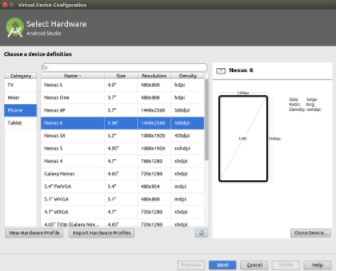 Virtual Device Configuration
Select Hardware
Android Studio
Choose a device definition
Category Name Size Resolution Density
TV Nexus S 4.0" 480x800 hdpi
Wear Nexus One 3.7" 480x800 hdpi
Phone Nexus 6P 5.7" 1440x2560 560dpi
Tablet Nexus 6 5.96" 1440x2560 560dpi
Nexus 5X 5.2" 1080x1920 420dpi
Nexus 5 4.95" 1080x1920 xxhdpi
Nexus 4 4.7" 768x1280 xhdpi
Galaxy Nexus 4.65" 720x1280 xhdpi
5.4" FWVGA 5.4" 480x854 mdpi
5.1" WVGA 5.1" 480x800 mdpi
4.7" WXGA 4.7" 720x1280 xhdpi
4.65" 720p (Galaxy Nex... 4.65" 720x1280 xhdpi
Nexus 6
Size: large
Ratio: long
Density:
New Hardware Profile Import Hardware Profiles
Clone Device...
Previous Next Cancel Finish Help